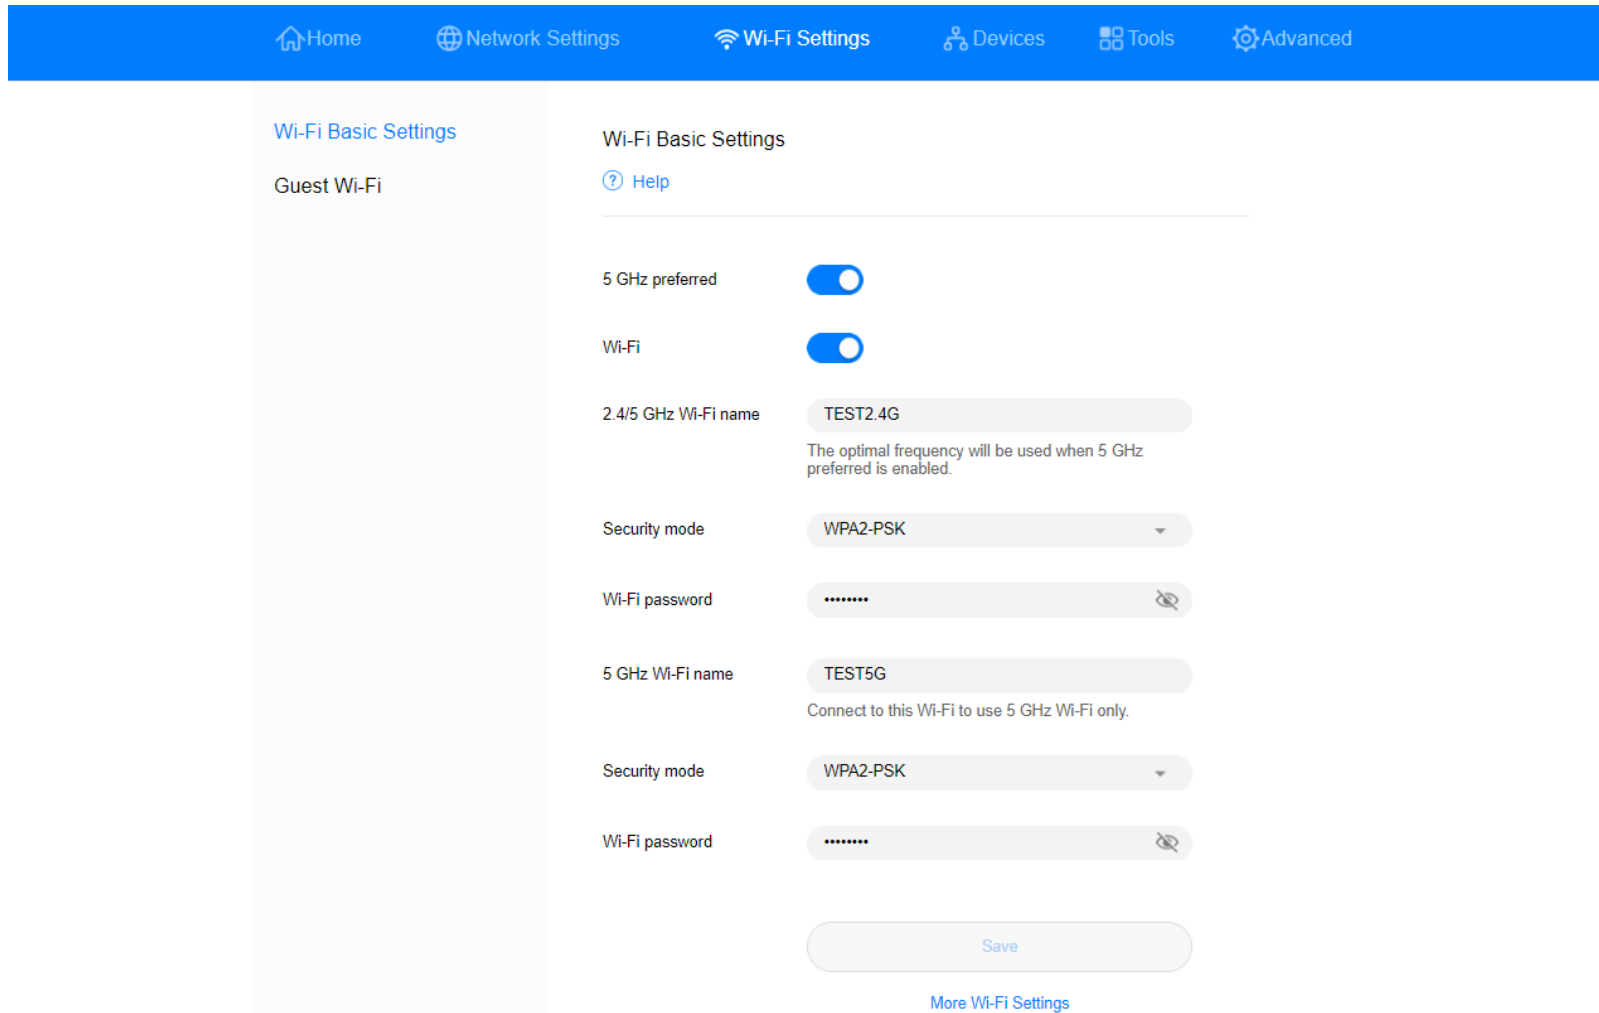 Home Network Settings Wi-Fi Settings Devices Tools Advanced
Wi-Fi Basic Settings
Guest Wi-Fi
Wi-Fi Basic Settings
? Help
5 GHz preferred
Wi-Fi
2.4/5 GHz Wi-Fi name TEST2.4G
The optimal frequency will be used when 5 GHz
preferred is enabled.
Security mode WPA2-PSK
Wi-Fi password ••••••••
5 GHz Wi-Fi name TEST5G
Connect to this Wi-Fi to use 5 GHz Wi-Fi only.
Security mode WPA2-PSK
Wi-Fi password ••••••••
Save
More Wi-Fi Settings